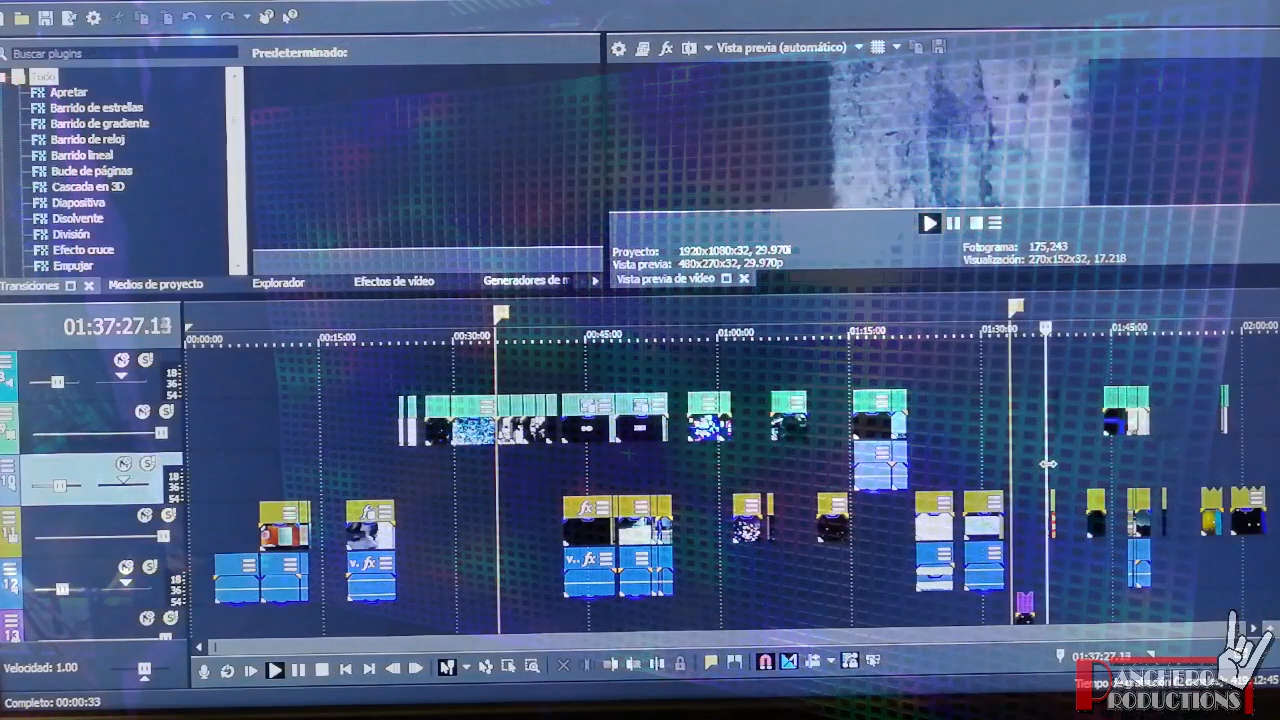 Buscar plugins
Predeterminado:
Vista previa (automático)
Todo
FX Apretar
FX Barrido de estrellas
FX Barrido de gradiente
FX Barrido de reloj
FX Barrido lineal
FX Bucle de páginas
FX Cascada en 3D
FX Diapositiva
FX Disolvente
FX División
FX Efecto cruce
FX Empujar
Proyecto: 1920x1080x32, 29.970i
Vista previa: 480x270x32, 29.970p
Fotograma: 175,243
Visualización: 270x152x32, 17.218
Vista previa de vídeo
Transiciones
Medios de proyecto
Explorador
Efectos de vídeo
Generadores de m
01:37:27.13
00:00:00
00:15:00
00:30:00
00:45:00
01:00:00
01:15:00
01:30:00
01:45:00
02:00:00
18
36
54
9
18
36
54
10
11
12
18
36
54
13
Velocidad: 1.00
Completo: 00:00:33
01:37:27.13
PANCHERO
PRODUCTIONS